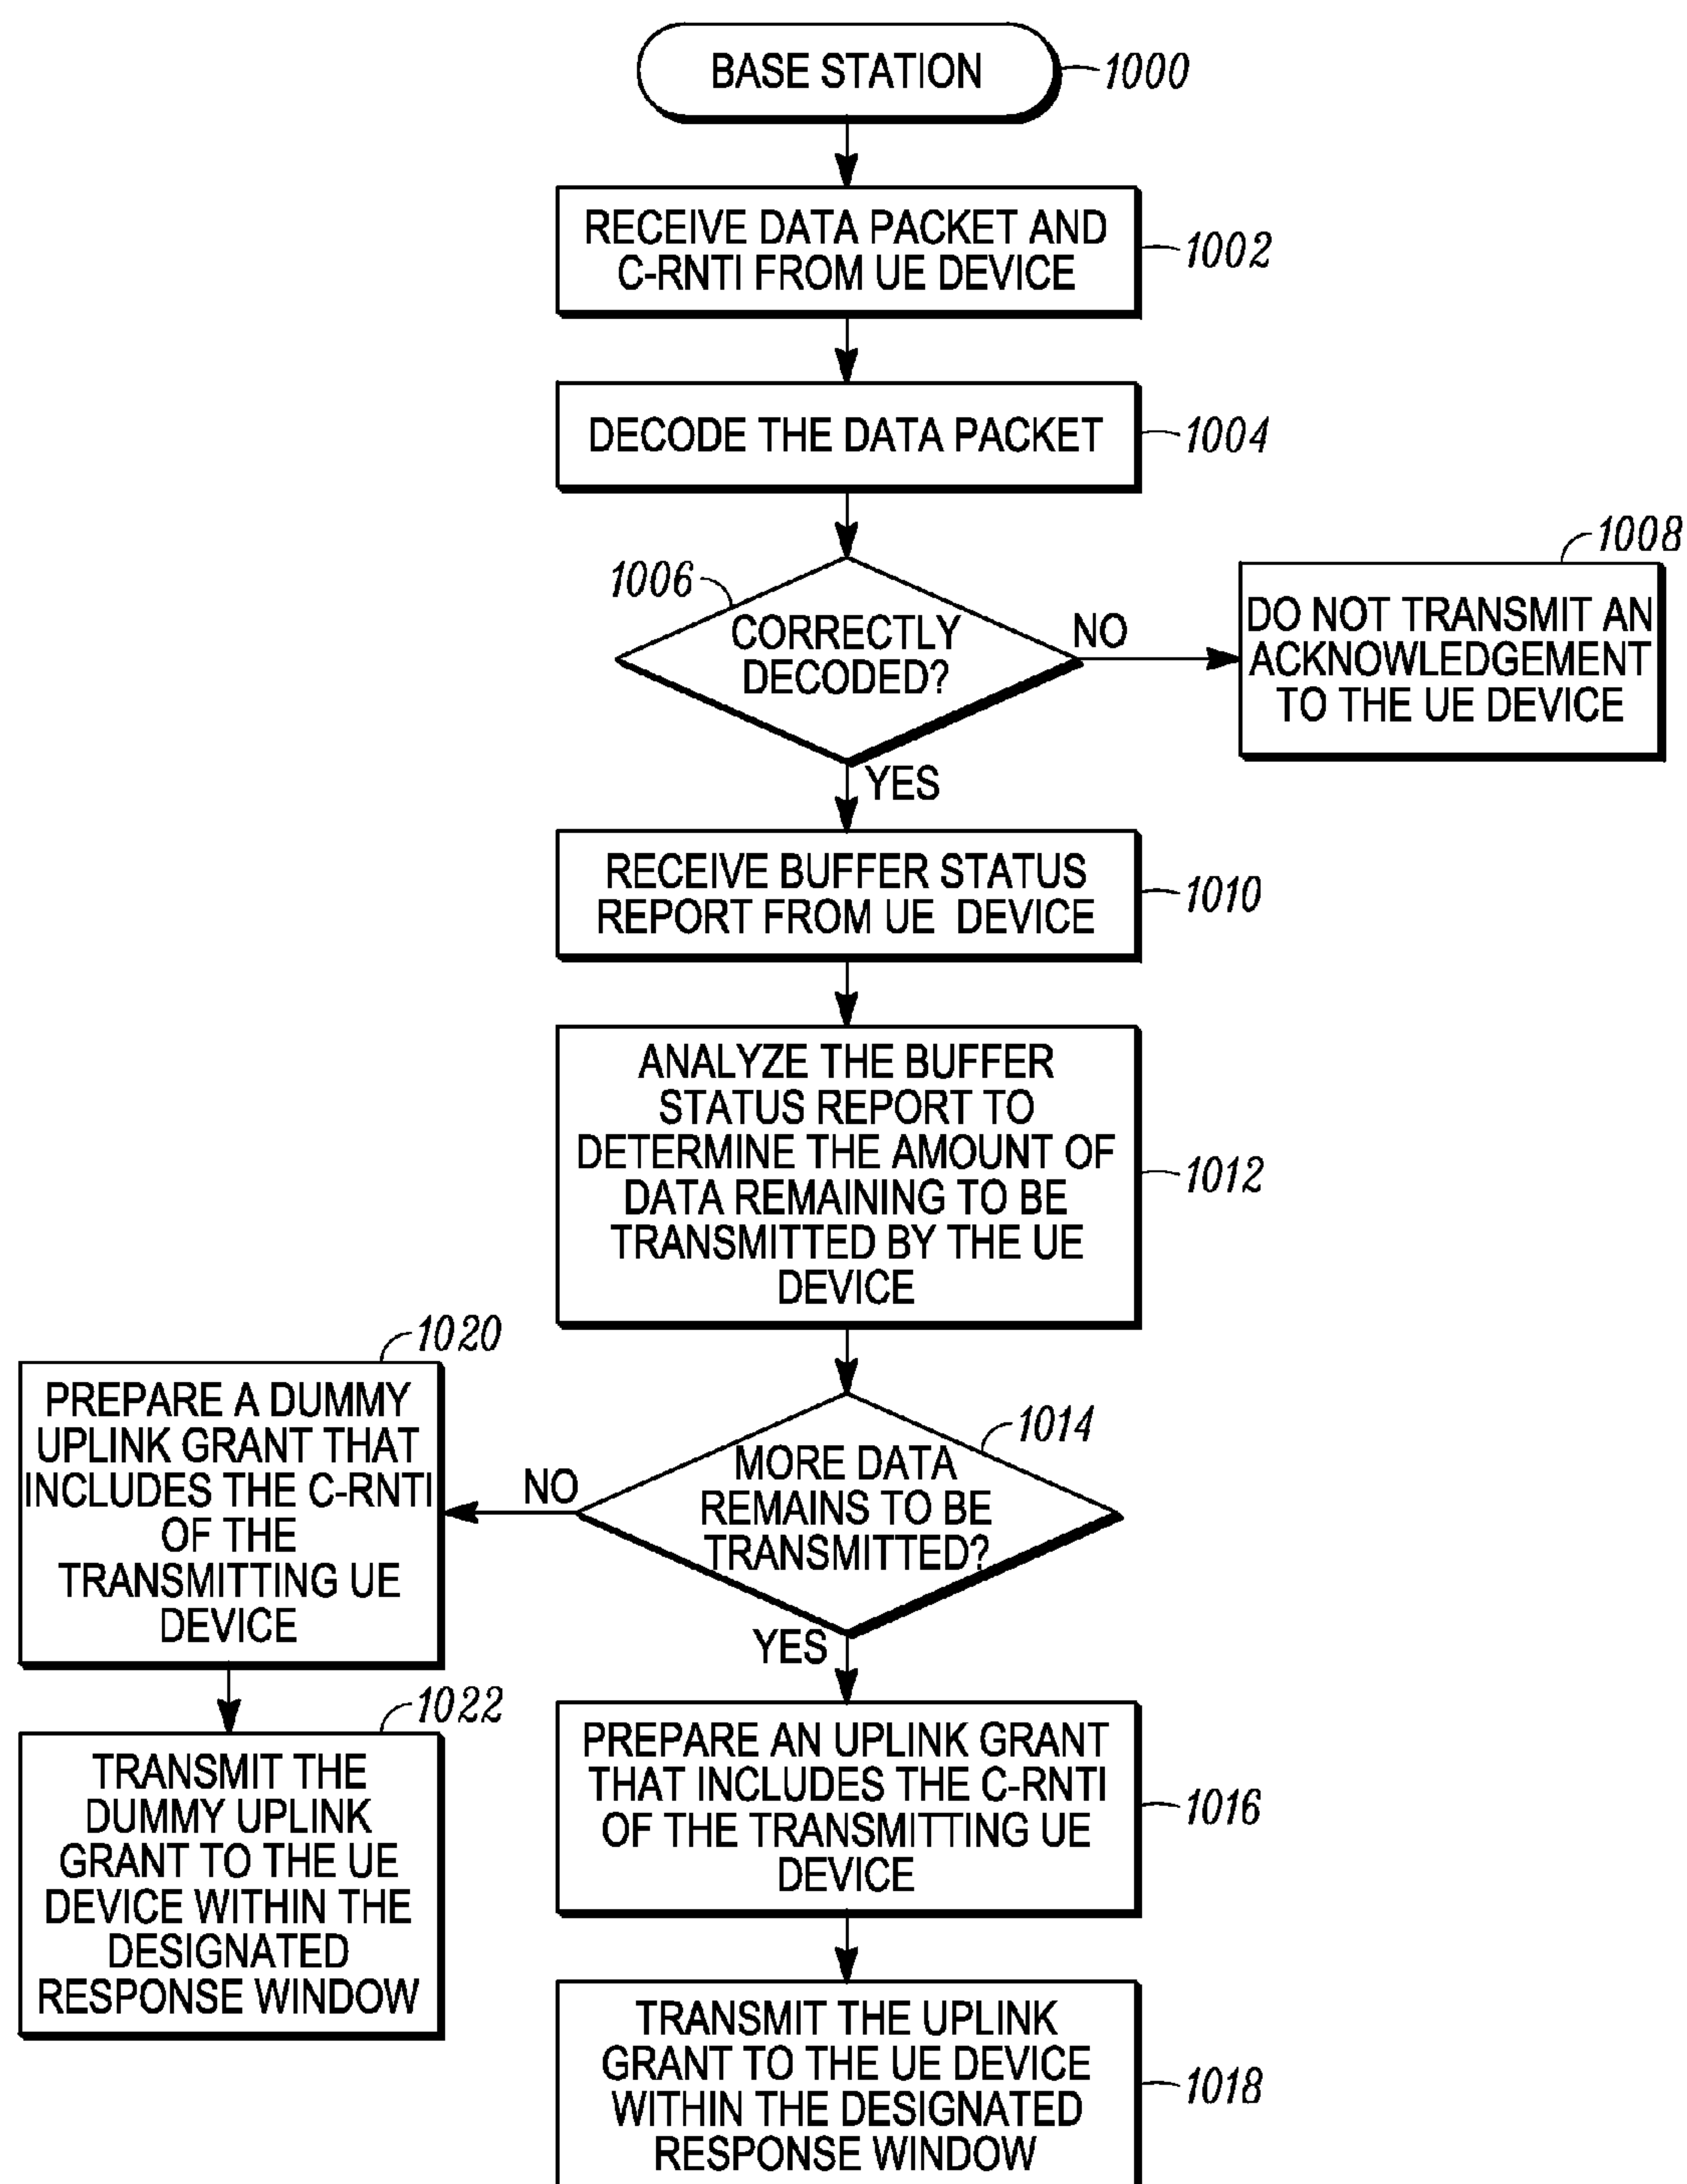 BASE STATION
1000
RECEIVE DATA PACKET AND
C-RNTI FROM UE DEVICE
1002
DECODE THE DATA PACKET
1004
1006
CORRECTLY
DECODED?
NO
1008
DO NOT TRANSMIT AN
ACKNOWLEDGEMENT
TO THE UE DEVICE
YES
RECEIVE BUFFER STATUS
REPORT FROM UE DEVICE
1010
ANALYZE THE BUFFER
STATUS REPORT TO
DETERMINE THE AMOUNT OF
DATA REMAINING TO BE
TRANSMITTED BY THE UE
DEVICE
1012
1014
MORE DATA
REMAINS TO BE
TRANSMITTED?
NO
1020
PREPARE A DUMMY
UPLINK GRANT THAT
INCLUDES THE C-RNTI
OF THE
TRANSMITTING UE
DEVICE
1022
TRANSMIT THE
DUMMY UPLINK
GRANT TO THE UE
DEVICE WITHIN THE
DESIGNATED
RESPONSE WINDOW
YES
PREPARE AN UPLINK GRANT
THAT INCLUDES THE C-RNTI
OF THE TRANSMITTING UE
DEVICE
1016
TRANSMIT THE UPLINK
GRANT TO THE UE DEVICE
WITHIN THE DESIGNATED
RESPONSE WINDOW
1018